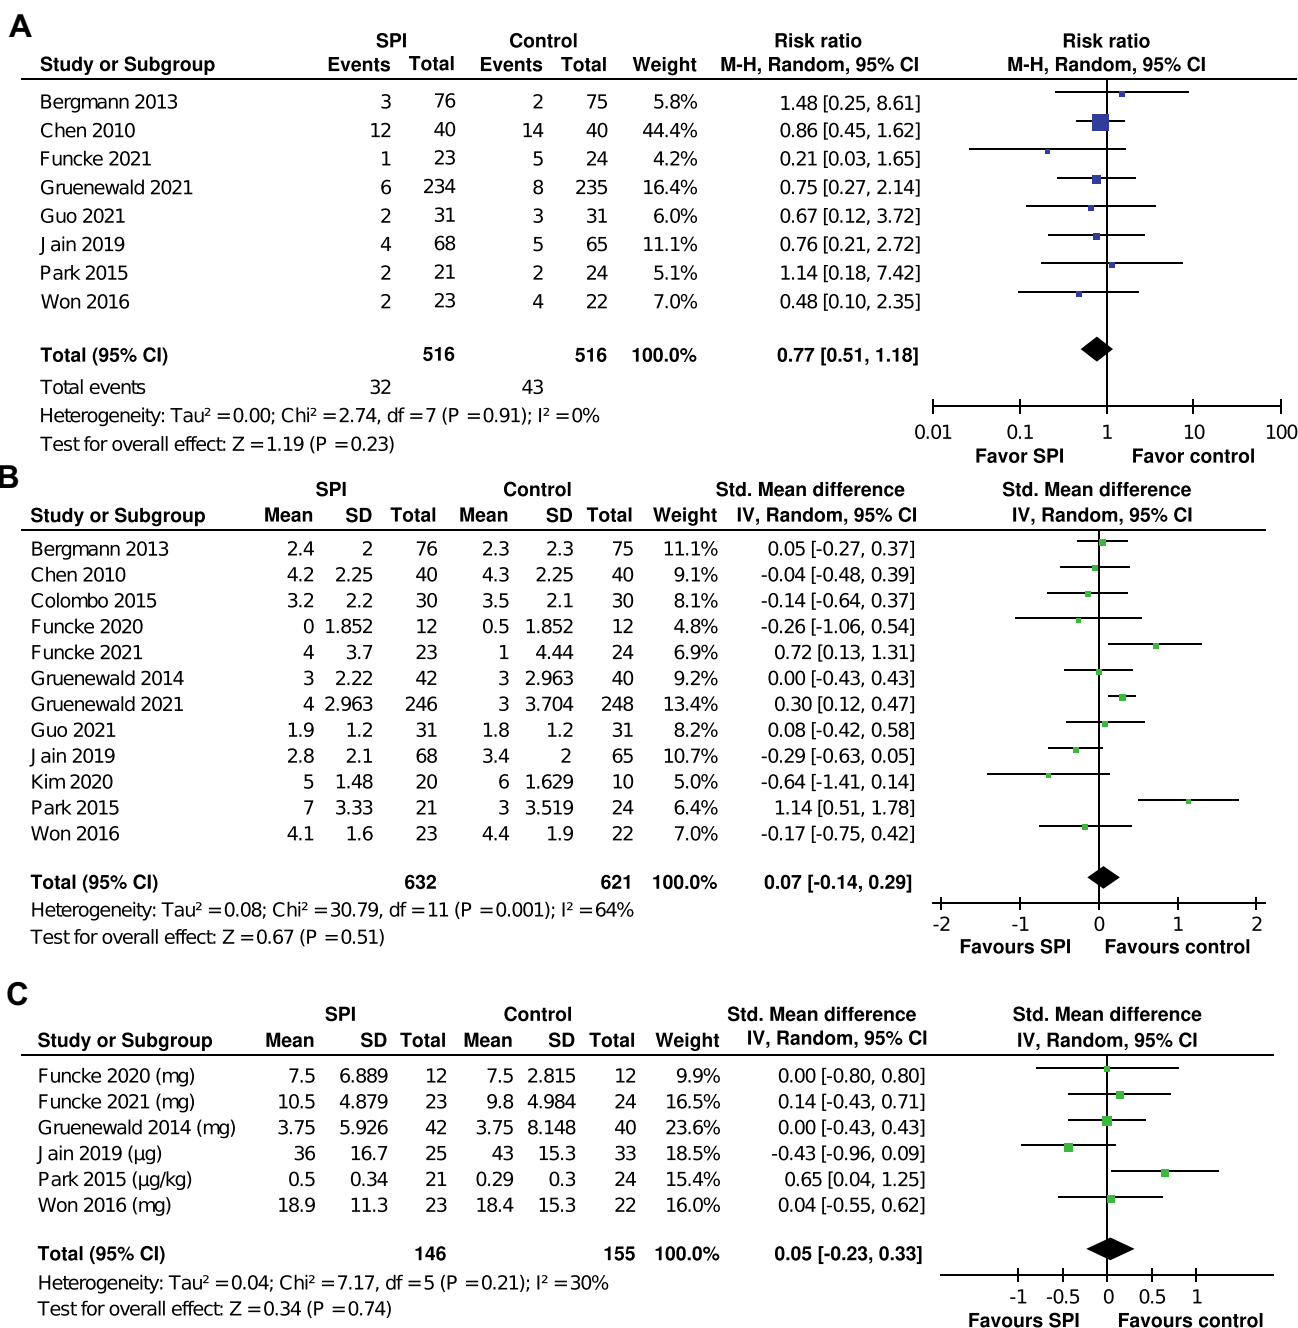 A
SPI Control Risk ratio Risk ratio
Study or Subgroup Events Total Events Total Weight M-H, Random, 95% CI M-H, Random, 95% CI
Bergmann 2013 3 76 2 75 5.8% 1.48 [0.25, 8.61]
Chen 2010 12 40 14 40 44.4% 0.86 [0.45, 1.62]
Funcke 2021 1 23 5 24 4.2% 0.21 [0.03, 1.65]
Gruenewald 2021 6 234 8 235 16.4% 0.75 [0.27, 2.14]
Guo 2021 2 31 3 31 6.0% 0.67 [0.12, 3.72]
Jain 2019 4 68 5 65 11.1% 0.76 [0.21, 2.72]
Park 2015 2 21 2 24 5.1% 1.14 [0.18, 7.42]
Won 2016 2 23 4 22 7.0% 0.48 [0.10, 2.35]
Total (95% CI) 516 516 100.0% 0.77 [0.51, 1.18]
Total events 32 43
Heterogeneity: Tau² = 0.00; Chi² = 2.74, df = 7 (P = 0.91); I² = 0%
Test for overall effect: Z = 1.19 (P = 0.23)
0.01 0.1 1 10 100
Favor SPI Favor control
B
SPI Control Std. Mean difference Std. Mean difference
Study or Subgroup Mean SD Total Mean SD Total Weight IV, Random, 95% CI IV, Random, 95% CI
Bergmann 2013 2.4 2 76 2.3 2.3 75 11.1% 0.05 [-0.27, 0.37]
Chen 2010 4.2 2.25 40 4.3 2.25 40 9.1% -0.04 [-0.48, 0.39]
Colombo 2015 3.2 2.2 30 3.5 2.1 30 8.1% -0.14 [-0.64, 0.37]
Funcke 2020 0 1.852 12 0.5 1.852 12 4.8% -0.26 [-1.06, 0.54]
Funcke 2021 4 3.7 23 1 4.44 24 6.9% 0.72 [0.13, 1.31]
Gruenewald 2014 3 2.22 42 3 2.963 40 9.2% 0.00 [-0.43, 0.43]
Gruenewald 2021 4 2.963 246 3 3.704 248 13.4% 0.30 [0.12, 0.47]
Guo 2021 1.9 1.2 31 1.8 1.2 31 8.2% 0.08 [-0.42, 0.58]
Jain 2019 2.8 2.1 68 3.4 2 65 10.7% -0.29 [-0.63, 0.05]
Kim 2020 5 1.48 20 6 1.629 10 5.0% -0.64 [-1.41, 0.14]
Park 2015 7 3.33 21 3 3.519 24 6.4% 1.14 [0.51, 1.78]
Won 2016 4.1 1.6 23 4.4 1.9 22 7.0% -0.17 [-0.75, 0.42]
Total (95% CI) 632 621 100.0% 0.07 [-0.14, 0.29]
Heterogeneity: Tau² = 0.08; Chi² = 30.79, df = 11 (P = 0.001); I² = 64%
Test for overall effect: Z = 0.67 (P = 0.51)
-2 -1 0 1 2
Favours SPI Favours control
C
SPI Control Std. Mean difference Std. Mean difference
Study or Subgroup Mean SD Total Mean SD Total Weight IV, Random, 95% CI IV, Random, 95% CI
Funcke 2020 (mg) 7.5 6.889 12 7.5 2.815 12 9.9% 0.00 [-0.80, 0.80]
Funcke 2021 (mg) 10.5 4.879 23 9.8 4.984 24 16.5% 0.14 [-0.43, 0.71]
Gruenewald 2014 (mg) 3.75 5.926 42 3.75 8.148 40 23.6% 0.00 [-0.43, 0.43]
Jain 2019 (µg) 36 16.7 25 43 15.3 33 18.5% -0.43 [-0.96, 0.09]
Park 2015 (µg/kg) 0.5 0.34 21 0.29 0.3 24 15.4% 0.65 [0.04, 1.25]
Won 2016 (mg) 18.9 11.3 23 18.4 15.3 22 16.0% 0.04 [-0.55, 0.62]
Total (95% CI) 146 155 100.0% 0.05 [-0.23, 0.33]
Heterogeneity: Tau² = 0.04; Chi² = 7.17, df = 5 (P = 0.21); I² = 30%
Test for overall effect: Z = 0.34 (P = 0.74)
-1 -0.5 0 0.5 1
Favours SPI Favours control